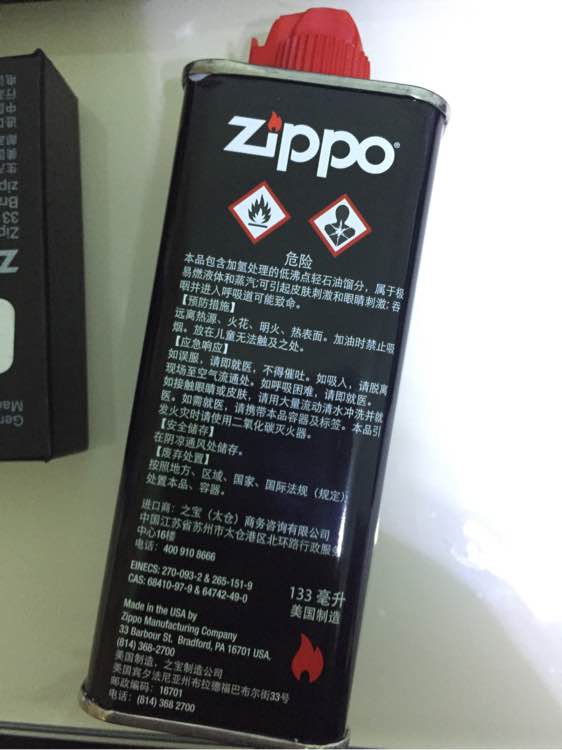 Zippo®
危险
本品包含加氢处理的低沸点轻石油馏分，属于极
易燃液体和蒸汽;可引起皮肤刺激和眼睛刺激;吞
咽并进入呼吸道可能致命。
【预防措施】
远离热源、火花、明火、热表面。加油时禁止吸
烟。放在儿童无法触及之处。
【应急响应】
如误服，请即就医，不得催吐。如吸入，请脱离
现场至空气流通处。如呼吸困难，请即就医。
如接触眼睛或皮肤，请用大量流动清水冲洗并就
医。如需就医，请携带本品容器及标签。本品引
发火灾时请使用二氧化碳灭火器。
【安全储存】
在阴凉通风处储存。
【废弃处置】
按照地方、区域、国家、国际法规（规定）
处置本品、容器。
进口商：之宝（太仓）商务咨询有限公司
中国江苏省苏州市太仓港区北环路行政服务
中心16楼
电话：400 910 8666
EINECS: 270-093-2 & 265-151-9
CAS: 68410-97-9 & 64742-49-0
133 毫升
美国制造
Made in the USA by
Zippo Manufacturing Company
33 Barbour St. Bradford, PA 16701 USA,
(814) 368-2700
美国制造，之宝制造公司
美国宾夕法尼亚州布拉德福巴布尔街33号
邮政编码：16701
电话：(814) 368 2700
Zip
33
Bra
zipp
Gen
Mad